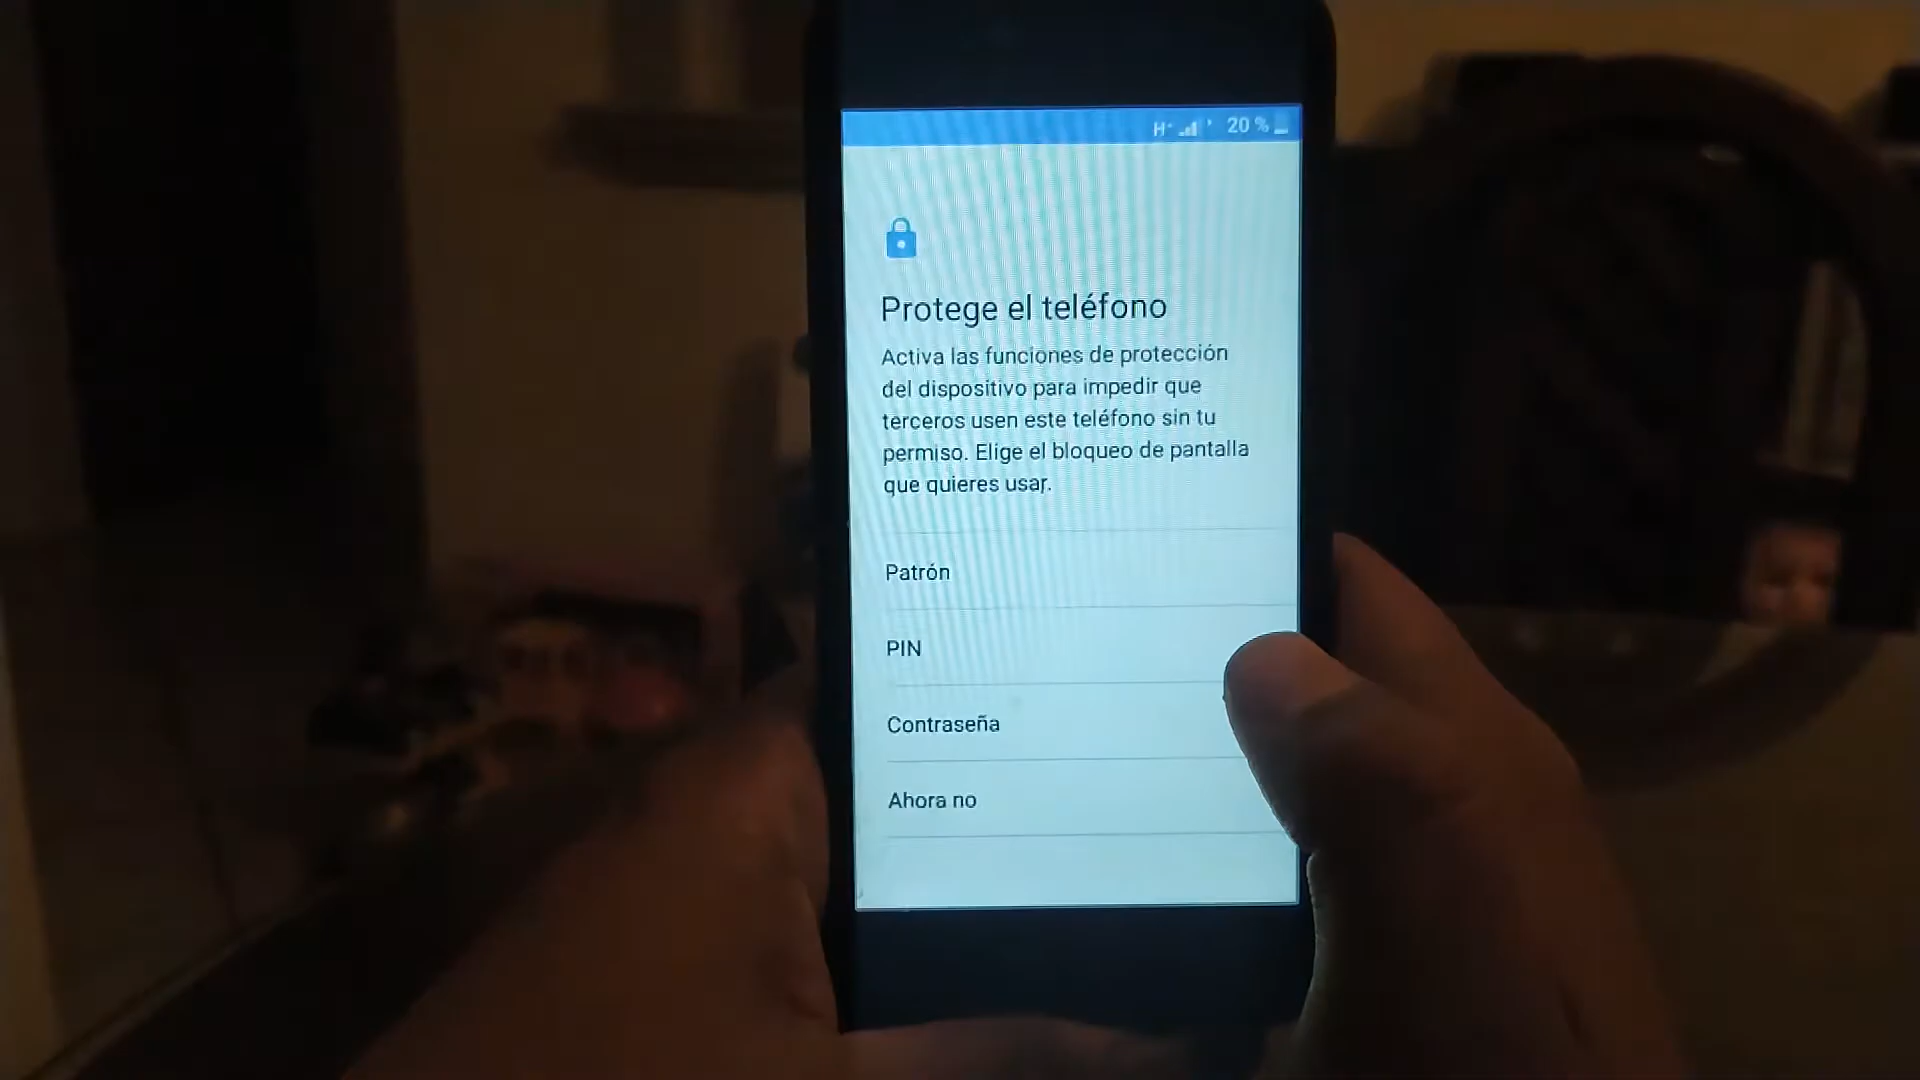 H+ 20 %
Protege el teléfono
Activa las funciones de protección
del dispositivo para impedir que
terceros usen este teléfono sin tu
permiso. Elige el bloqueo de pantalla
que quieres usar.
Patrón
PIN
Contraseña
Ahora no